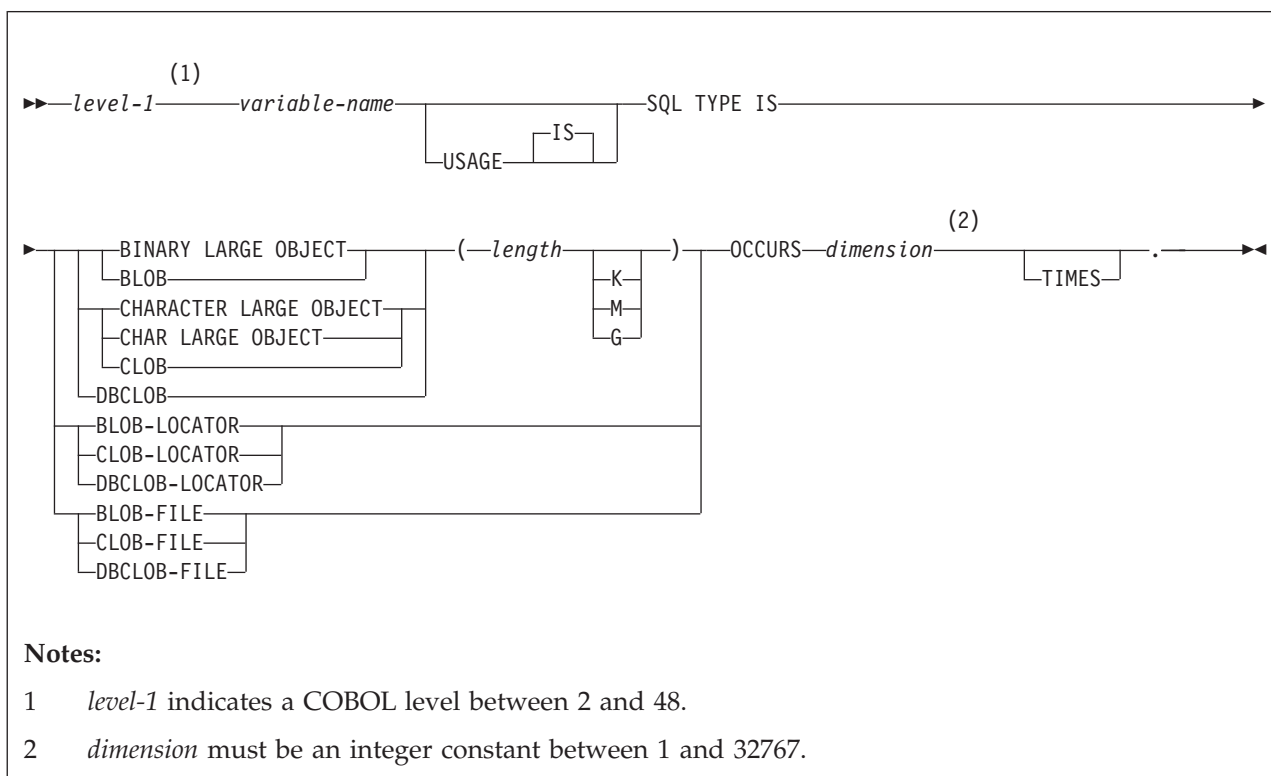 (1)
level-1 variable-name SQL TYPE IS
IS
USAGE
(2)
BINARY LARGE OBJECT ( length ) OCCURS dimension .
BLOB K TIMES
CHARACTER LARGE OBJECT M
CHAR LARGE OBJECT G
CLOB
DBCLOB
BLOB-LOCATOR
CLOB-LOCATOR
DBCLOB-LOCATOR
BLOB-FILE
CLOB-FILE
DBCLOB-FILE
Notes:
1 level-1 indicates a COBOL level between 2 and 48.
2 dimension must be an integer constant between 1 and 32767.